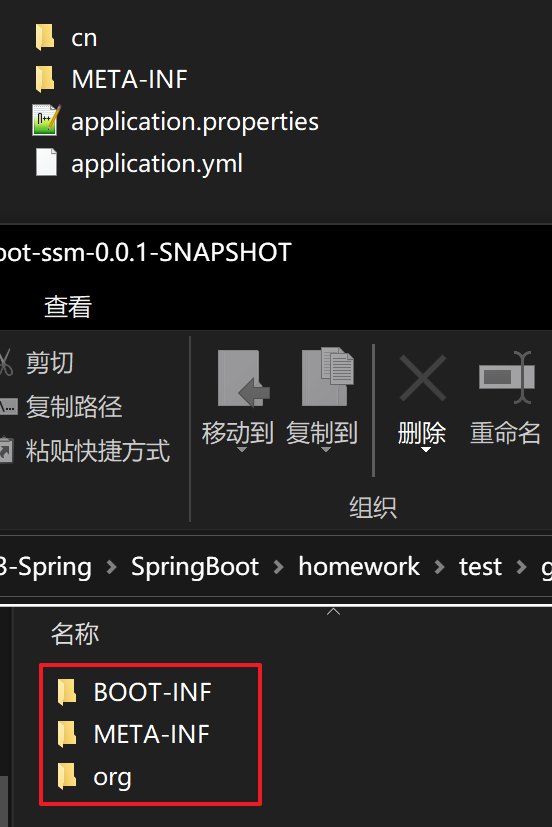 cn
META-INF
application.properties
application.yml
oot-ssm-0.0.1-SNAPSHOT
查看
剪切
复制路径
粘贴快捷方式
移动到
复制到
删除
重命名
组织
3-Spring > SpringBoot > homework > test > g
名称
BOOT-INF
META-INF
org